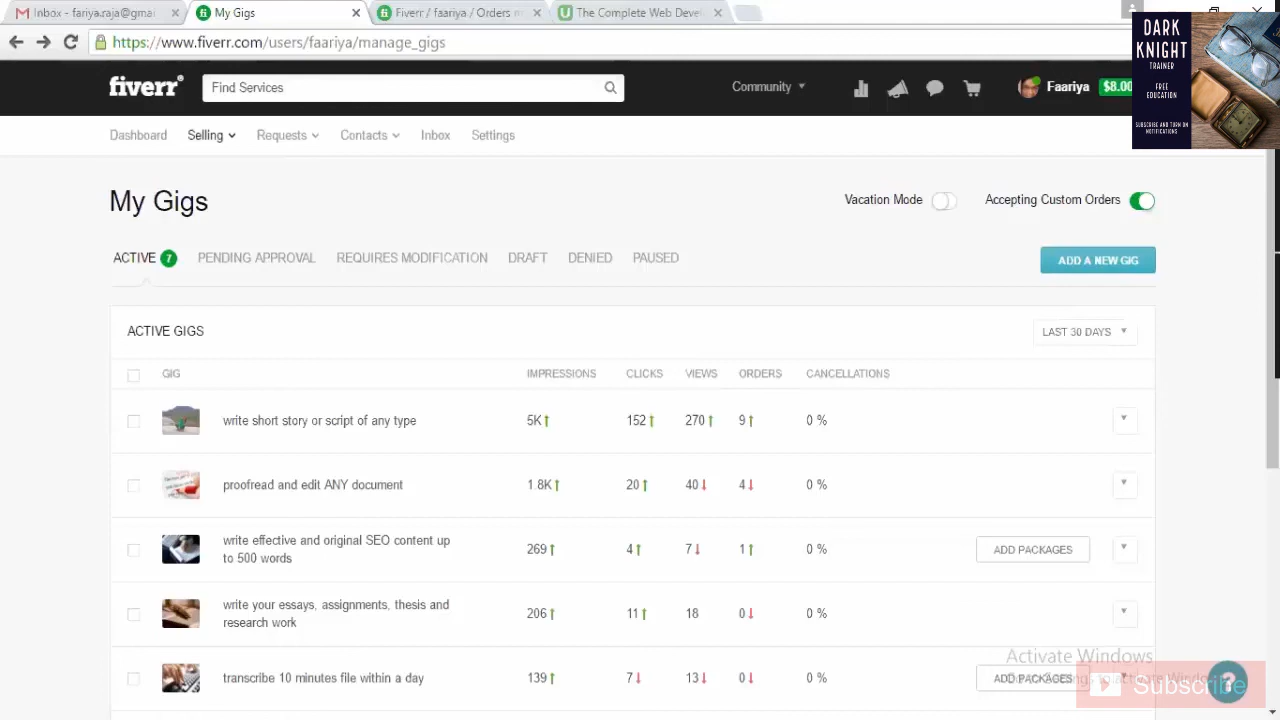 Inbox - fariya.ma@gmai
My Gigs
Fiverr / faariya / Orders m
The Complete Web Devel
https://www.fiverr.com/users/faariya/manage_gigs
DARK
KNIGHT
TRAINER
FREE
EDUCATION
SUBSCRIBE AND TURN ON
NOTIFICATIONS
fiverr®
Find Services
Community
Faariya
$8.00
Dashboard
Selling
Requests
Contacts
Inbox
Settings
My Gigs
Vacation Mode
Accepting Custom Orders
ACTIVE 7
PENDING APPROVAL
REQUIRES MODIFICATION
DRAFT
DENIED
PAUSED
ADD A NEW GIG
ACTIVE GIGS
LAST 30 DAYS
GIG IMPRESSIONS CLICKS VIEWS ORDERS CANCELLATIONS
write short story or script of any type 5K 152 270 9 0 %
proofread and edit ANY document 1.8K 20 40 4 0 %
write effective and original SEO content up
to 500 words
269 4 7 1 0 %
ADD PACKAGES
write your essays, assignments, thesis and
research work
206 11 18 0 0 %
transcribe 10 minutes file within a day 139 7 13 0 0 %
ADD PACKAGES
Activate Windows
Subscribe
?